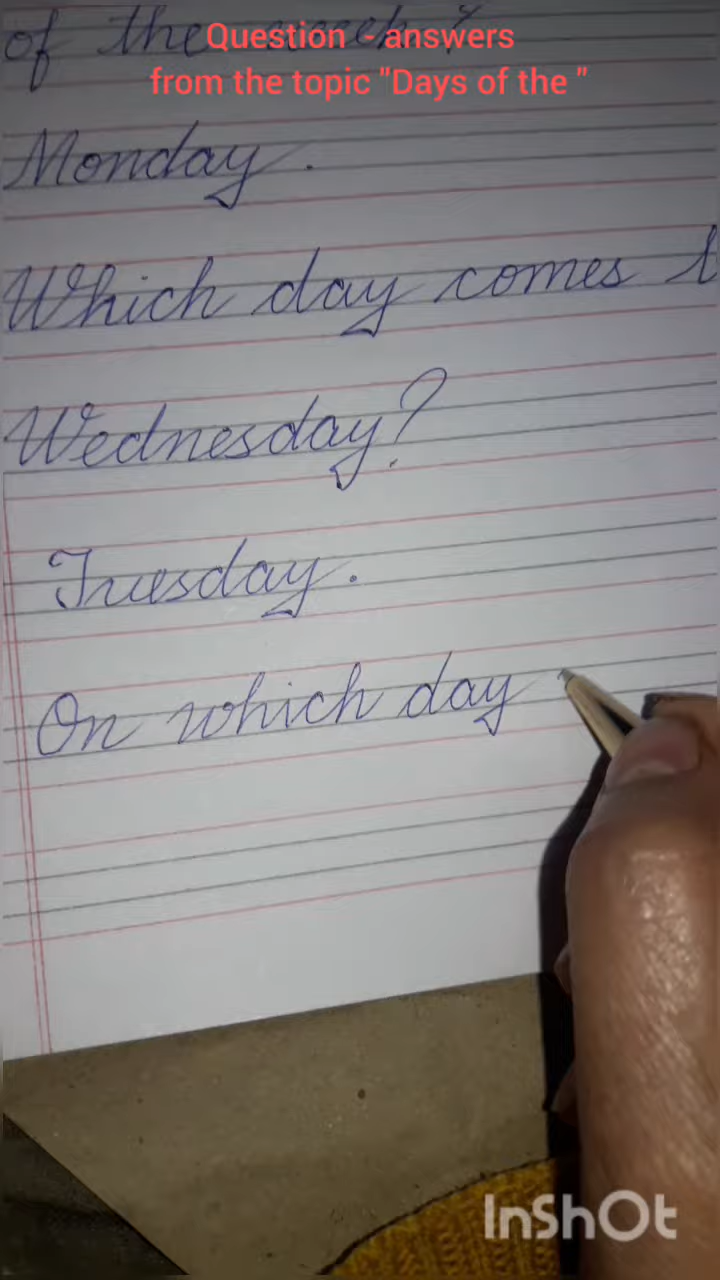 Question - answers
from the topic "Days of the "
of the week?
Monday.
Which day comes
Wednesday?
Tuesday.
On which day
InShOt